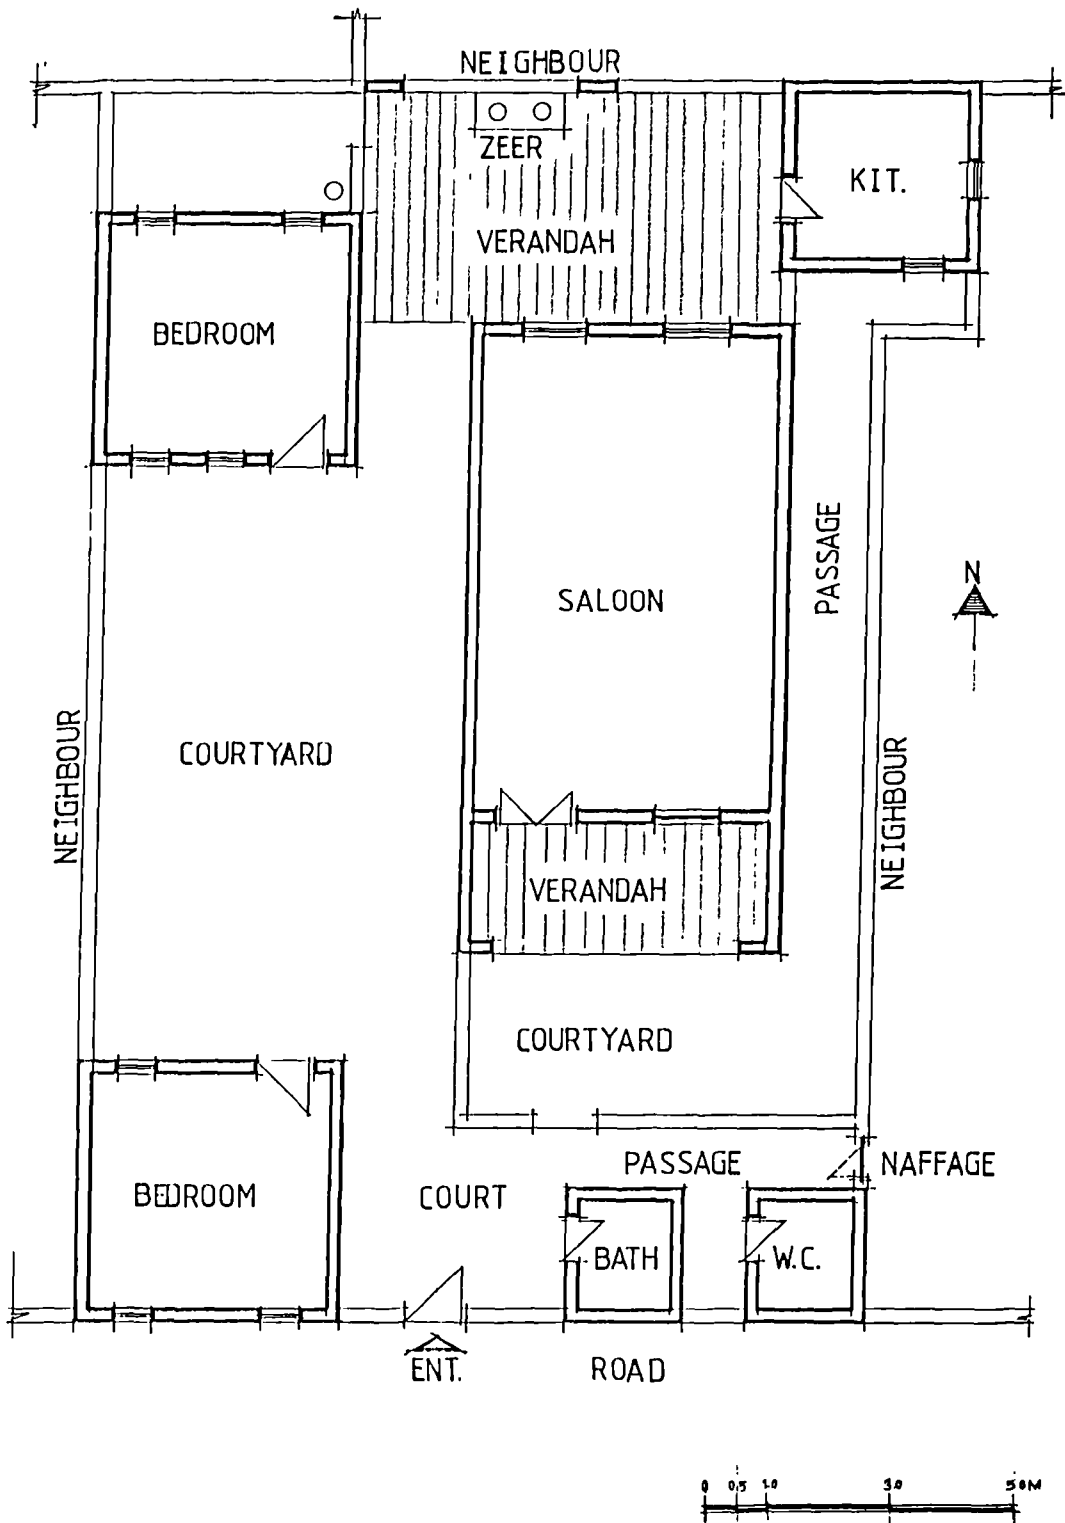 NEIGHBOUR
ZEER
KIT.
VERANDAH
BEDROOM
PASSAGE
N
SALOON
NEIGHBOUR
COURTYARD
NEIGHBOUR
VERANDAH
COURTYARD
PASSAGE
NAFFAGE
BEDROOM
COURT
BATH
W.C.
ENT.
ROAD
0 0.5 1.0 3.0 5.0M